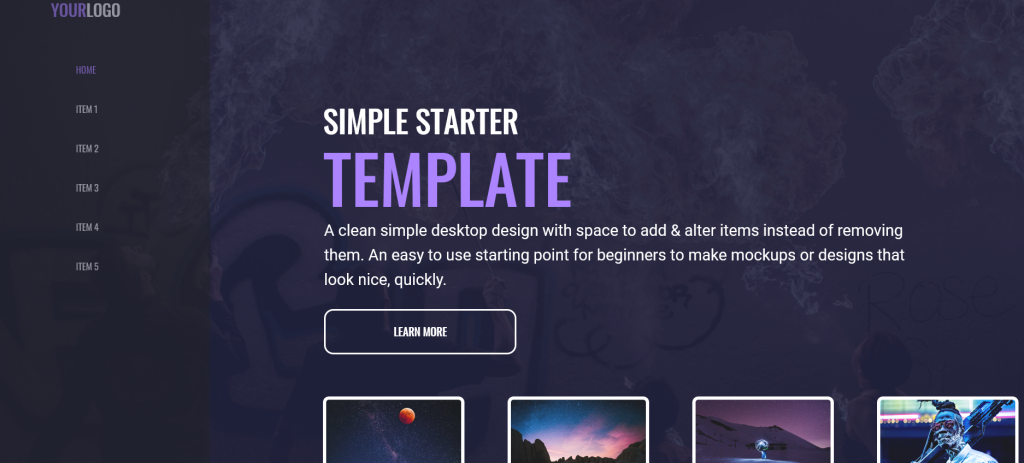 YOURLOGO
HOME
ITEM 1
ITEM 2
ITEM 3
ITEM 4
ITEM 5
SIMPLE STARTER
TEMPLATE
A clean simple desktop design with space to add & alter items instead of removing
them. An easy to use starting point for beginners to make mockups or designs that
look nice, quickly.
LEARN MORE
Rose